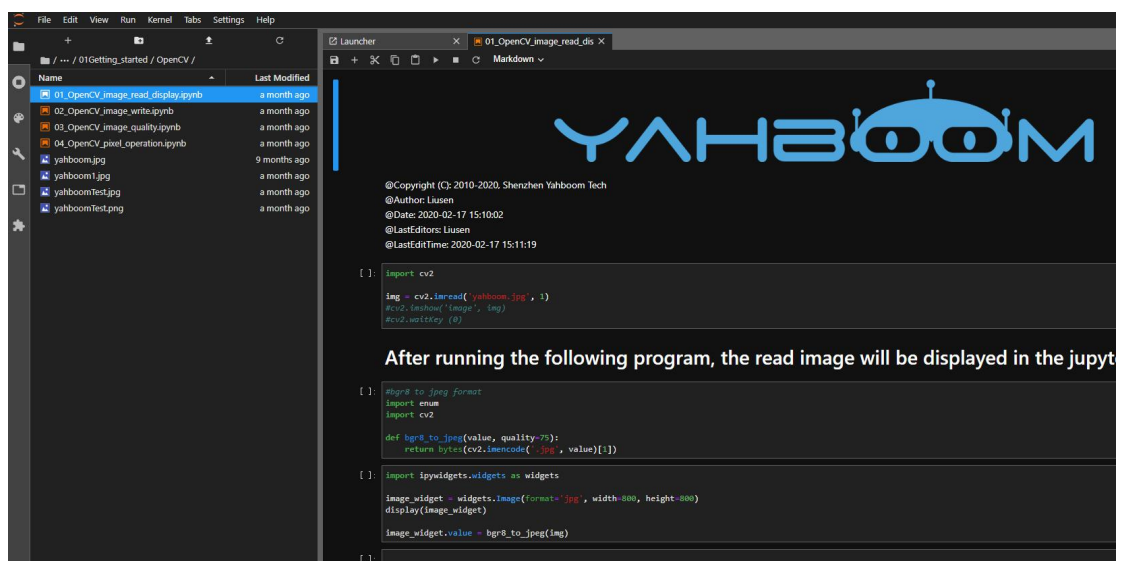 File Edit View Run Kernel Tabs Settings Help
/ ··· / 01Getting_started / OpenCV /
Name Last Modified
01_OpenCV_image_read_display.ipynb a month ago
02_OpenCV_image_write.ipynb a month ago
03_OpenCV_image_quality.ipynb a month ago
04_OpenCV_pixel_operation.ipynb a month ago
yahboom.jpg 9 months ago
yahboom1.jpg a month ago
yahboomTest.jpg a month ago
yahboomTest.png a month ago
Launcher 01_OpenCV_image_read_dis
Markdown
YAHBOOM
@Copyright (C): 2010-2020, Shenzhen Yahboom Tech
@Author: Liusen
@Date: 2020-02-17 15:10:02
@LastEditors: Liusen
@LastEditTime: 2020-02-17 15:11:19
[ ]: import cv2
img = cv2.imread('yahboom.jpg', 1)
#cv2.imshow('image', img)
#cv2.waitKey (0)
After running the following program, the read image will be displayed in the jupyt
[ ]: #bgr8 to jpeg format
import enum
import cv2
def bgr8_to_jpeg(value, quality=75):
return bytes(cv2.imencode('.jpg', value)[1])
[ ]: import ipywidgets.widgets as widgets
image_widget = widgets.Image(format='jpg', width=800, height=800)
display(image_widget)
image_widget.value = bgr8_to_jpeg(img)
[ ]: